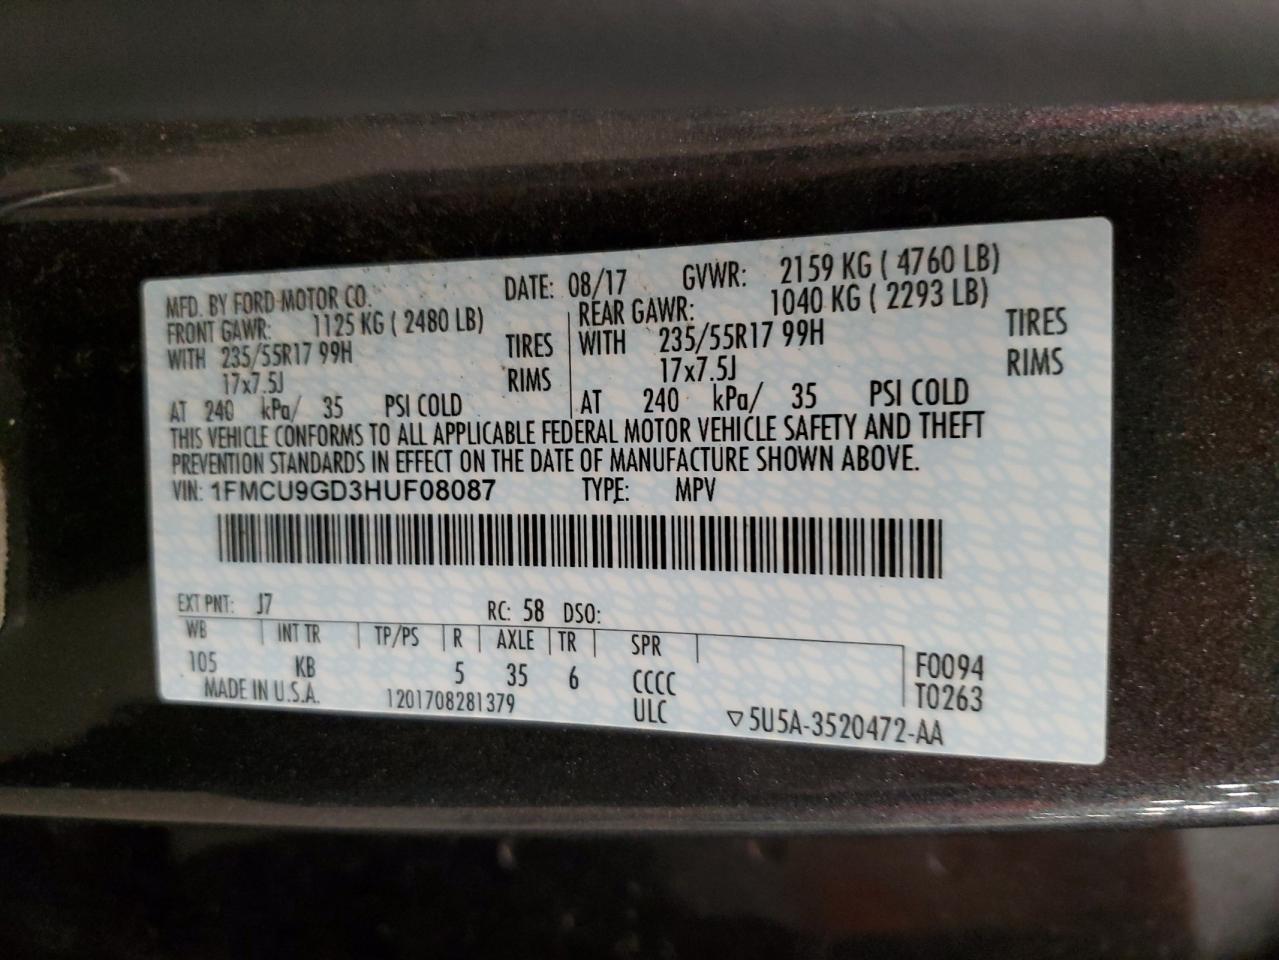 MFD. BY FORD MOTOR CO. DATE: 08/17 GVWR: 2159 KG ( 4760 LB)
FRONT GAWR: 1125 KG ( 2480 LB) REAR GAWR: 1040 KG ( 2293 LB)
WITH 235/55R17 99H TIRES WITH 235/55R17 99H TIRES
17x7.5J RIMS 17x7.5J RIMS
AT 240 kPa/ 35 PSI COLD AT 240 kPa/ 35 PSI COLD
THIS VEHICLE CONFORMS TO ALL APPLICABLE FEDERAL MOTOR VEHICLE SAFETY AND THEFT
PREVENTION STANDARDS IN EFFECT ON THE DATE OF MANUFACTURE SHOWN ABOVE.
VIN: 1FMCU9GD3HUF08087 TYPE: MPV
EXT PNT: J7 RC: 58 DSO:
WB INT TR TP/PS R AXLE TR SPR
105 KB 5 35 6 CCCC F0094
MADE IN U.S.A. 1201708281379 ULC T0263
▽5U5A-3520472-AA